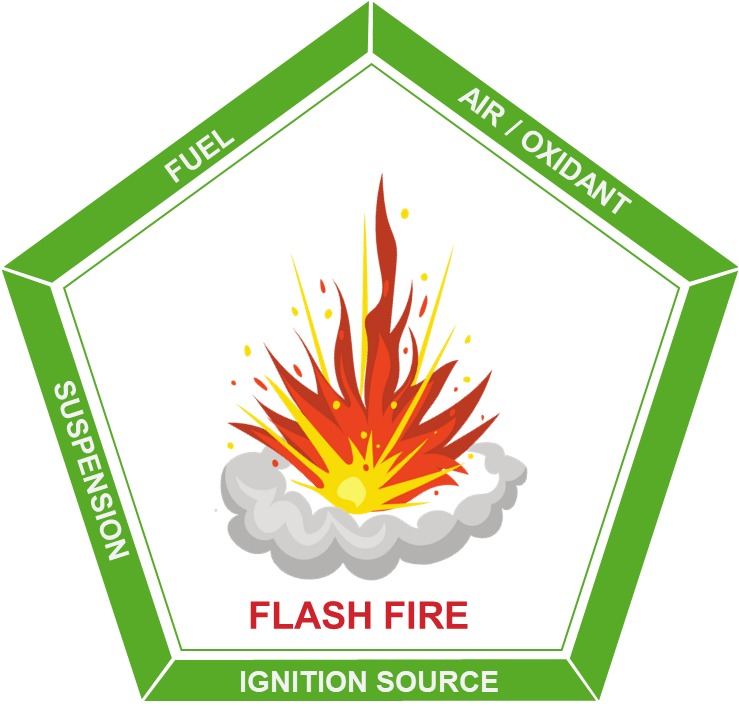 FUEL
AIR / OXIDANT
SUSPENSION
FLASH FIRE
IGNITION SOURCE